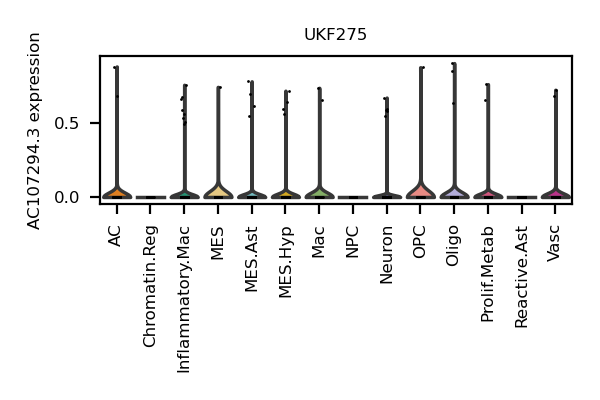 UKF275
AC107294.3 expression
0.5
0.0
AC
Chromatin.Reg
Inflammatory.Mac
MES
MES.Ast
MES.Hyp
Mac
NPC
Neuron
OPC
Oligo
Prolif.Metab
Reactive.Ast
Vasc